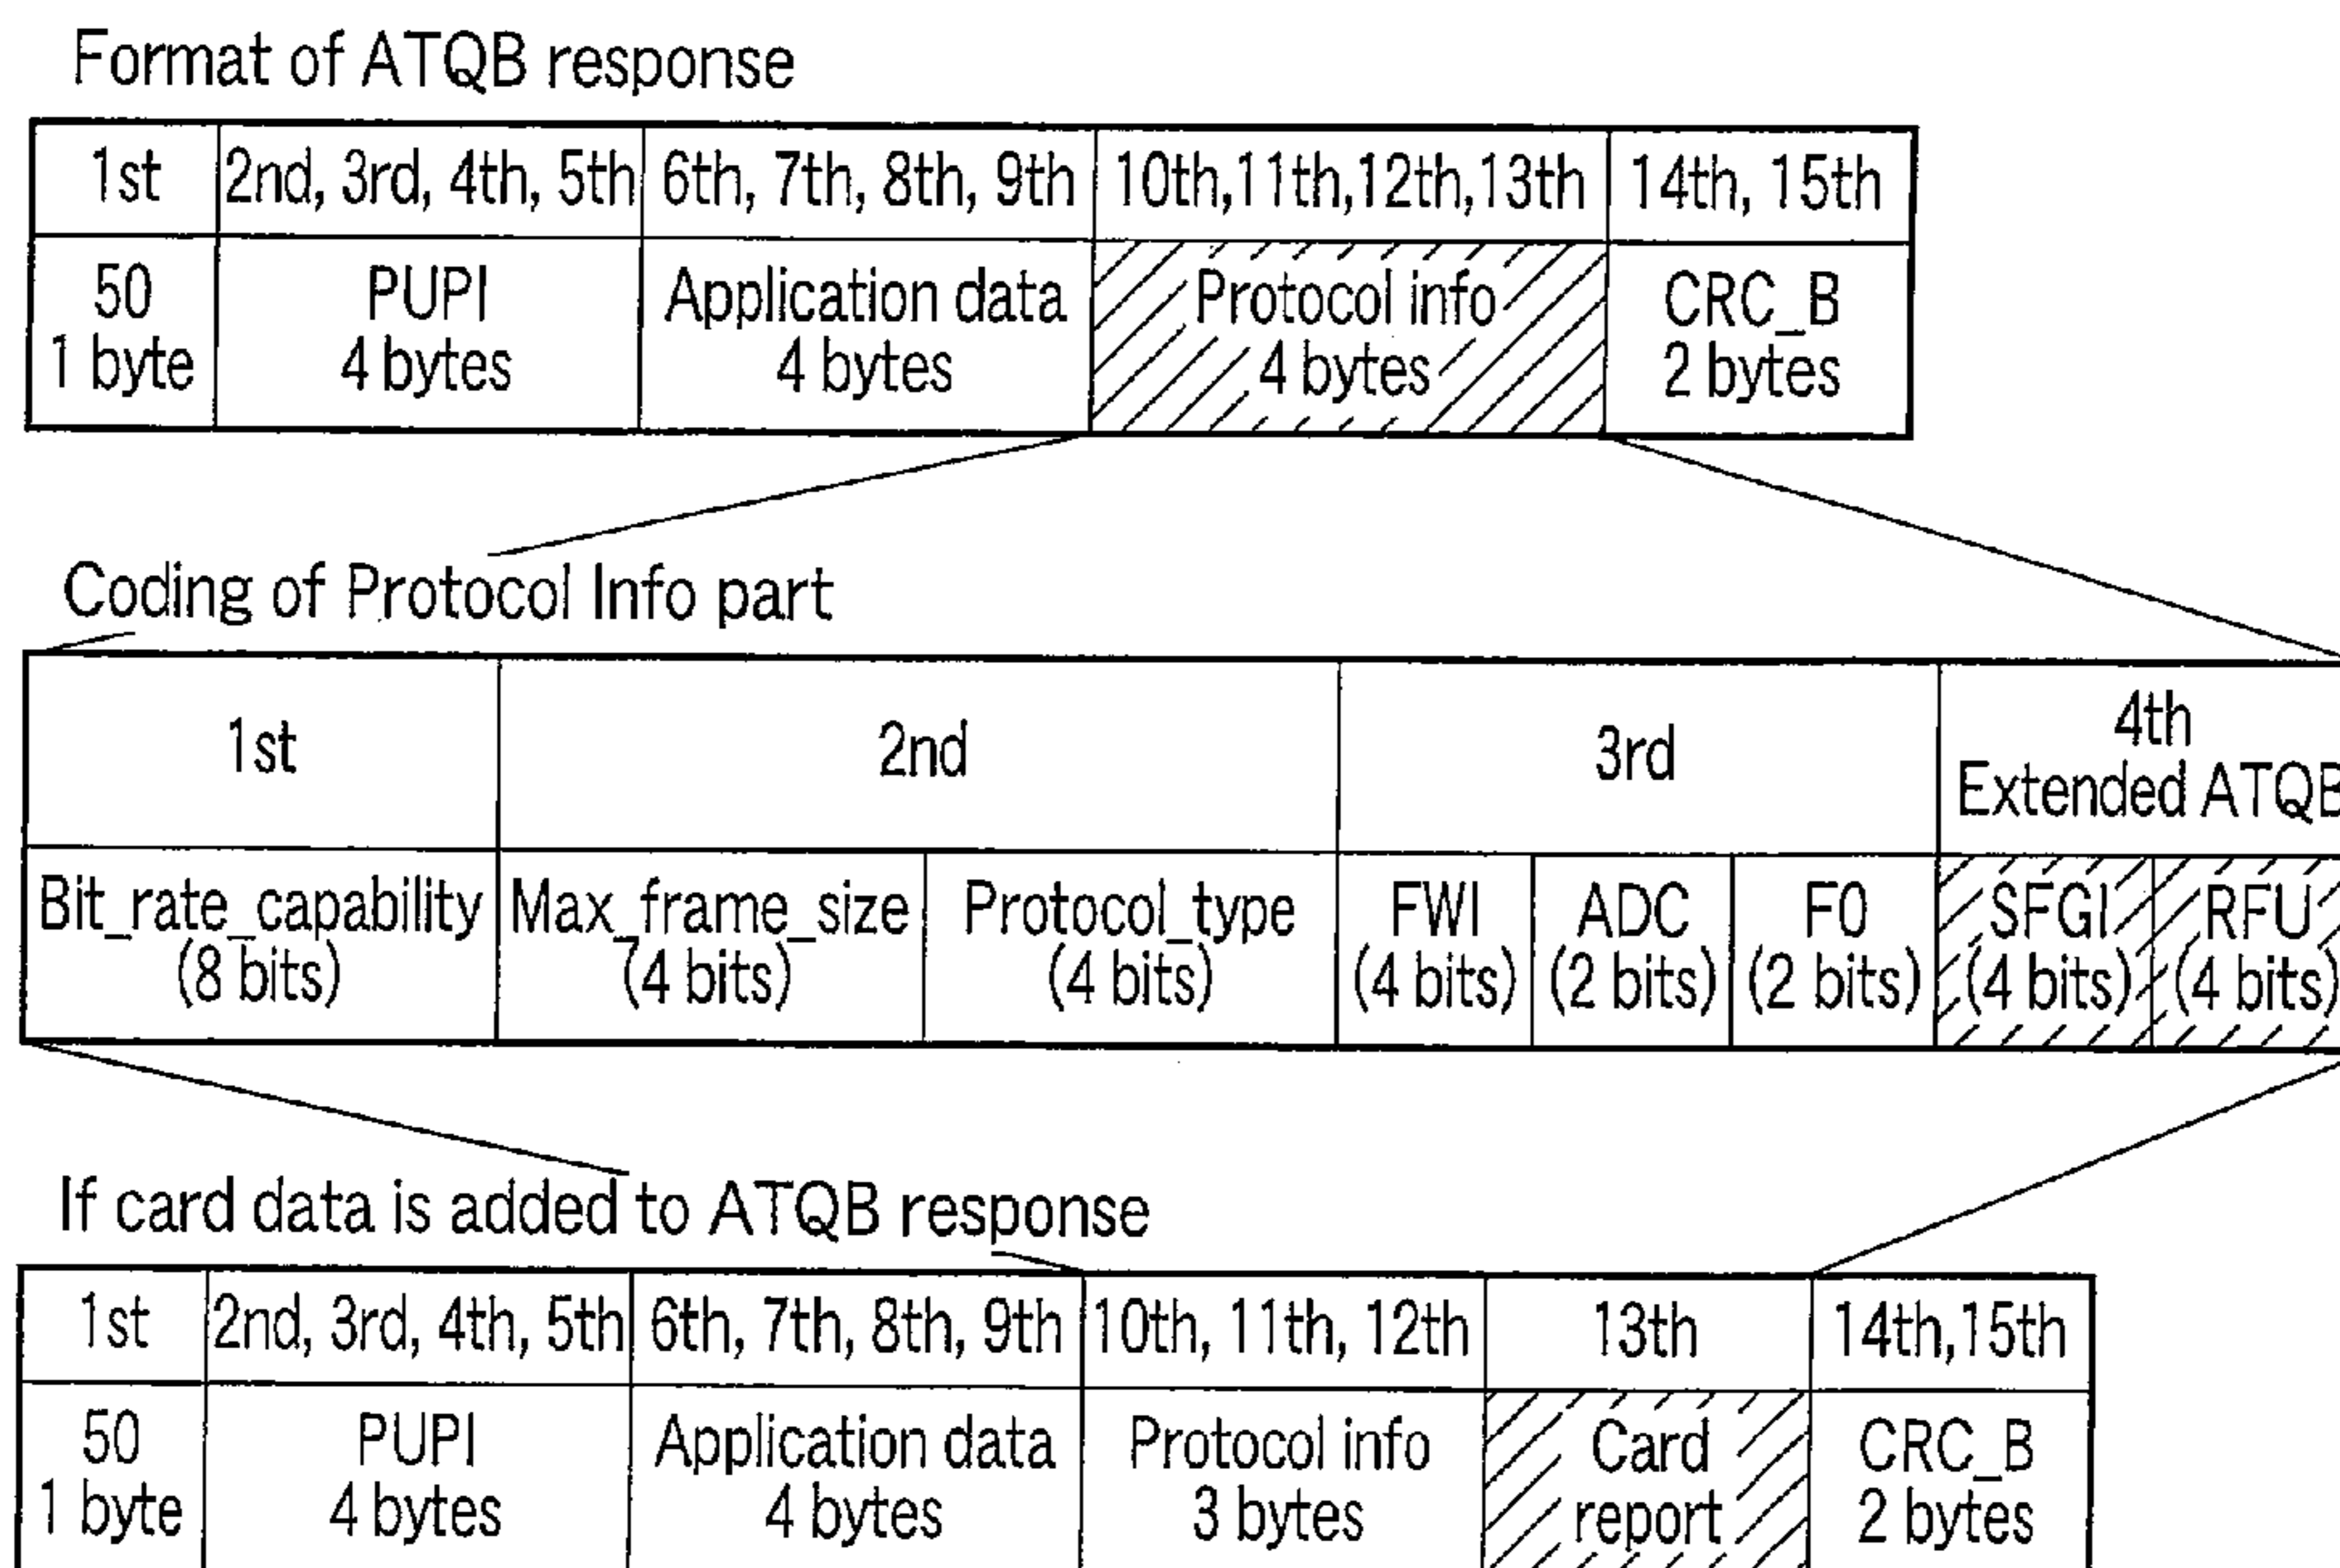 Format of ATQB response
1st 2nd, 3rd, 4th, 5th 6th, 7th, 8th, 9th 10th,11th,12th,13th 14th, 15th
50 PUPI Application data Protocol info CRC_B
1 byte 4 bytes 4 bytes 4 bytes 2 bytes
Coding of Protocol Info part
1st 2nd 3rd 4th
Extended ATQB
Bit_rate_capability Max_frame_size Protocol_type FWI ADC F0 SFGI RFU
(8 bits) (4 bits) (4 bits) (4 bits) (2 bits) (2 bits) (4 bits) (4 bits)
If card data is added to ATQB response
1st 2nd, 3rd, 4th, 5th 6th, 7th, 8th, 9th 10th, 11th, 12th 13th 14th,15th
50 PUPI Application data Protocol info Card CRC_B
1 byte 4 bytes 4 bytes 3 bytes report 2 bytes